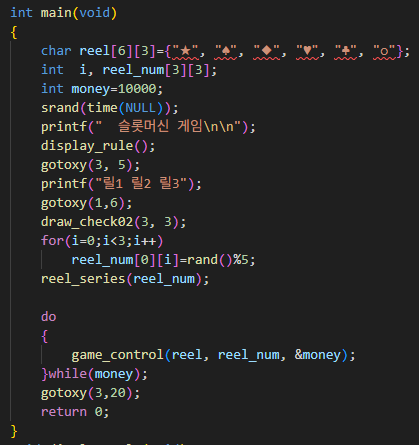 int main(void)
{
    char reel[6][3]={"★", "♠", "◆", "♥", "♣", "○"};
    int  i, reel_num[3][3];
    int money=10000;
    srand(time(NULL));
    printf("  슬롯머신 게임\n\n");
    display_rule();
    gotoxy(3, 5);
    printf("릴1 릴2 릴3");
    gotoxy(1,6);
    draw_check02(3, 3);
    for(i=0;i<3;i++)
        reel_num[0][i]=rand()%5;
    reel_series(reel_num);

    do
    {
        game_control(reel, reel_num, &money);
    }while(money);
    gotoxy(3,20);
    return 0;
}